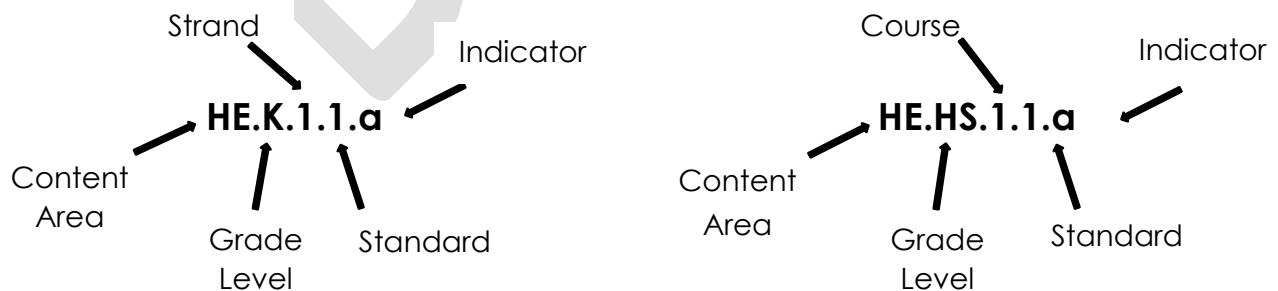 Strand
Indicator
HE.K.1.1.a
Content
Area
Grade
Level
Standard
Course
Indicator
HE.HS.1.1.a
Content
Area
Grade
Level
Standard